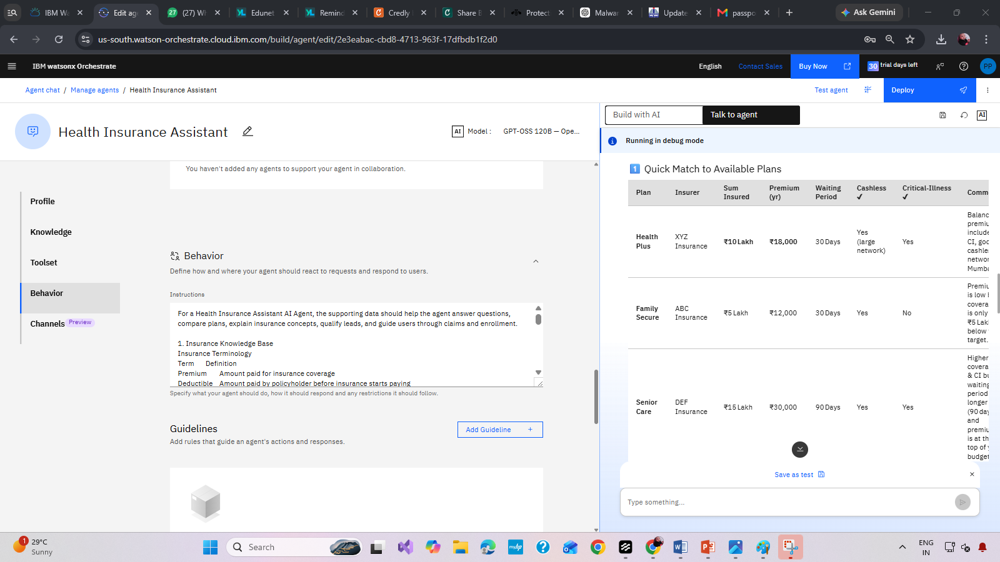 IBM Wa
Edit age
27
(27) Wh
Edunet
Remind
Credly
Share B
Protect
Malwar
Update
passpo
Ask Gemini
us-south.watson-orchestrate.cloud.ibm.com/build/agent/edit/2e3eabac-cbd8-4713-963f-17dfbdb1f2d0
IBM watsonx Orchestrate
English
Contact Sales
Buy Now
30 trial days left
PP
Agent chat / Manage agents / Health Insurance Assistant
Test agent
Deploy
Health Insurance Assistant
AI Model : GPT-OSS 120B — Ope...
Build with AI
Talk to agent
AI
Running in debug mode
You haven't added any agents to support your agent in collaboration.
Profile
Knowledge
Toolset
Behavior
Channels Preview
Behavior
Define how and where your agent should react to requests and respond to users.
Instructions
For a Health Insurance Assistant AI Agent, the supporting data should help the agent answer questions,
compare plans, explain insurance concepts, qualify leads, and guide users through claims and enrollment.
1. Insurance Knowledge Base
Insurance Terminology
Term Definition
Premium Amount paid for insurance coverage
Deductible Amount paid by policyholder before insurance starts paying
Specify what your agent should do, how it should respond and any restrictions it should follow.
Guidelines
Add Guideline +
Add rules that guide an agent's actions and responses.
1 Quick Match to Available Plans
Plan Insurer Sum Insured Premium (yr) Waiting Period Cashless ✔ Critical-Illness ✔ Comm
Health Plus XYZ Insurance ₹10 Lakh ₹18,000 30 Days Yes (large network) Yes
Balanc
premiu
include
CI, goo
cashles
networ
Mumba
Family Secure ABC Insurance ₹5 Lakh ₹12,000 30 Days Yes No
Premiu
is low
covera
is only
₹5 Lak
below
target.
Senior Care DEF Insurance ₹15 Lakh ₹30,000 90 Days Yes Yes
Higher
covera
& CI bu
waiting
period
longer
(90 day
and
premiu
is at th
top of y
budget
Save as test
Type something...
1
29°C
Sunny
Search
myhp
ENG
IN